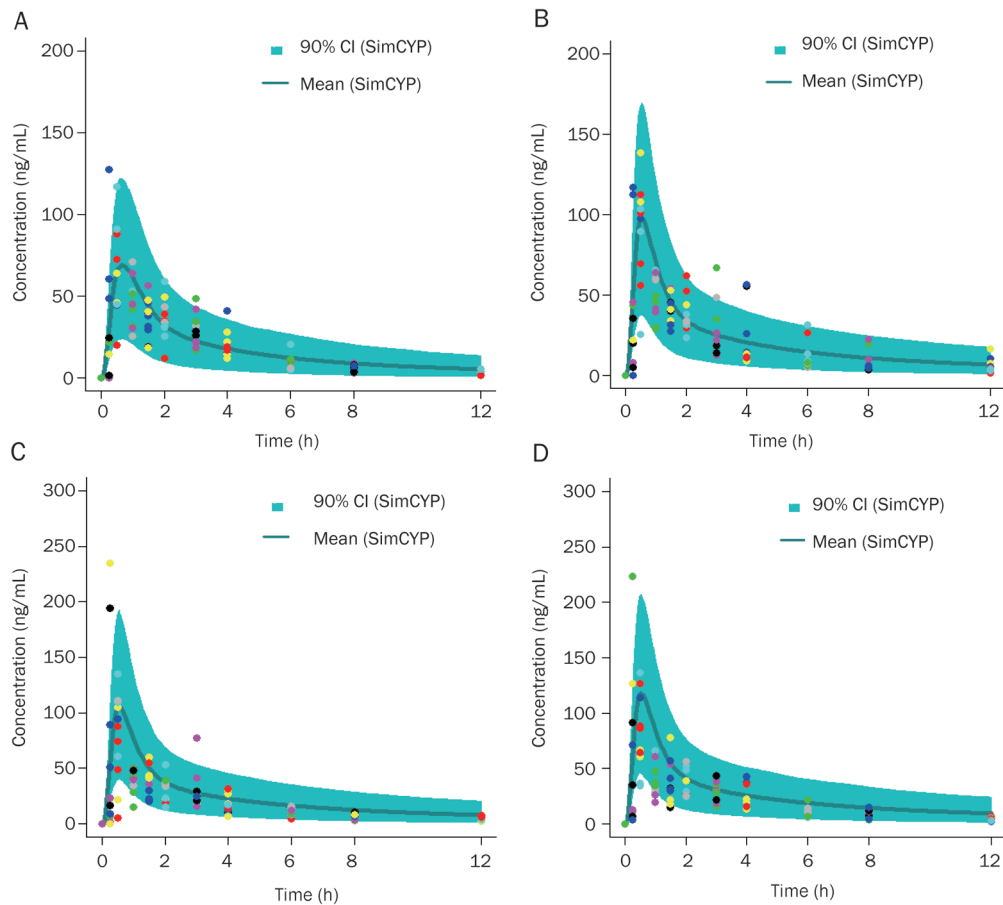 A
200
150
100
50
0
Concentration (ng/mL)
90% CI (SimCYP)
Mean (SimCYP)
0 2 4 6 8 12
Time (h)
B
200
150
100
50
0
Concentration (ng/mL)
90% CI (SimCYP)
Mean (SimCYP)
0 2 4 6 8 12
Time (h)
C
300
250
200
150
100
50
0
Concentration (ng/mL)
90% CI (SimCYP)
Mean (SimCYP)
0 2 4 6 8 12
Time (h)
D
300
250
200
150
100
50
0
Concentration (ng/mL)
90% CI (SimCYP)
Mean (SimCYP)
0 2 4 6 8 12
Time (h)